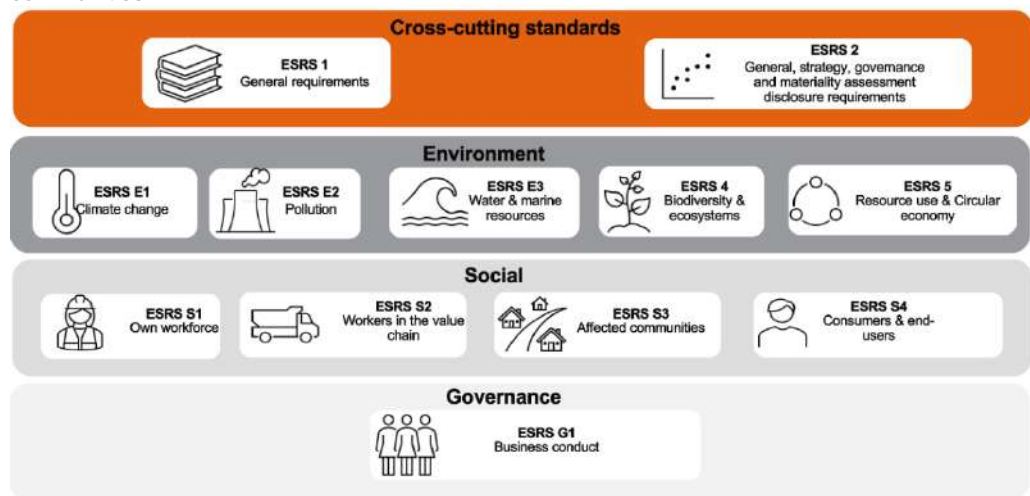 Cross-cutting standards
ESRS 1
General requirements
ESRS 2
General, strategy, governance
and materiality assessment
disclosure requirements
Environment
ESRS E1
Climate change
ESRS E2
Pollution
ESRS E3
Water & marine
resources
ESRS 4
Biodiversity &
ecosystems
ESRS 5
Resource use & Circular
economy
Social
ESRS S1
Own workforce
ESRS S2
Workers in the value
chain
ESRS S3
Affected communities
ESRS S4
Consumers & end-
users
Governance
ESRS G1
Business conduct